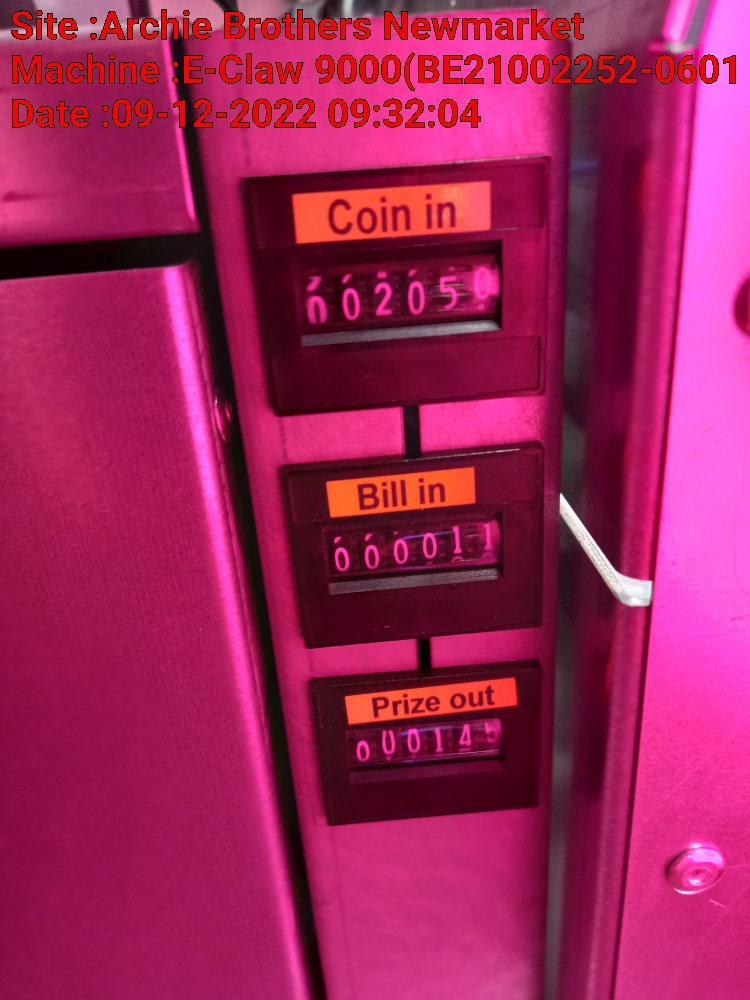 Site :Archie Brothers Newmarket
Machine :E-Claw 9000(BE21002252-0601
Date :09-12-2022 09:32:04
Coin in
002050
Bill in
000011
Prize out
000145